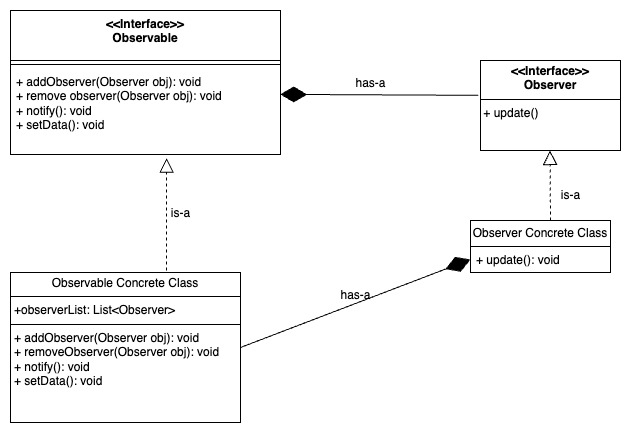 <<Interface>>
Observable
+ addObserver(Observer obj): void
+ remove observer(Observer obj): void
+ notify(): void
+ setData(): void
has-a
<<Interface>>
Observer
+ update()
is-a
is-a
Observer Concrete Class
+ update(): void
has-a
Observable Concrete Class
+observerList: List<Observer>
+ addObserver(Observer obj): void
+ removeObserver(Observer obj): void
+ notify(): void
+ setData(): void